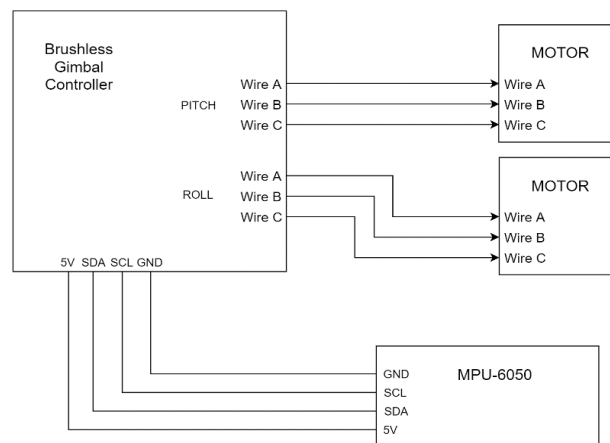 Brushless
Gimbal
Controller
PITCH
Wire A
Wire B
Wire C
ROLL
Wire A
Wire B
Wire C
5V SDA SCL GND
MOTOR
Wire A
Wire B
Wire C
MOTOR
Wire A
Wire B
Wire C
MPU-6050
GND
SCL
SDA
5V